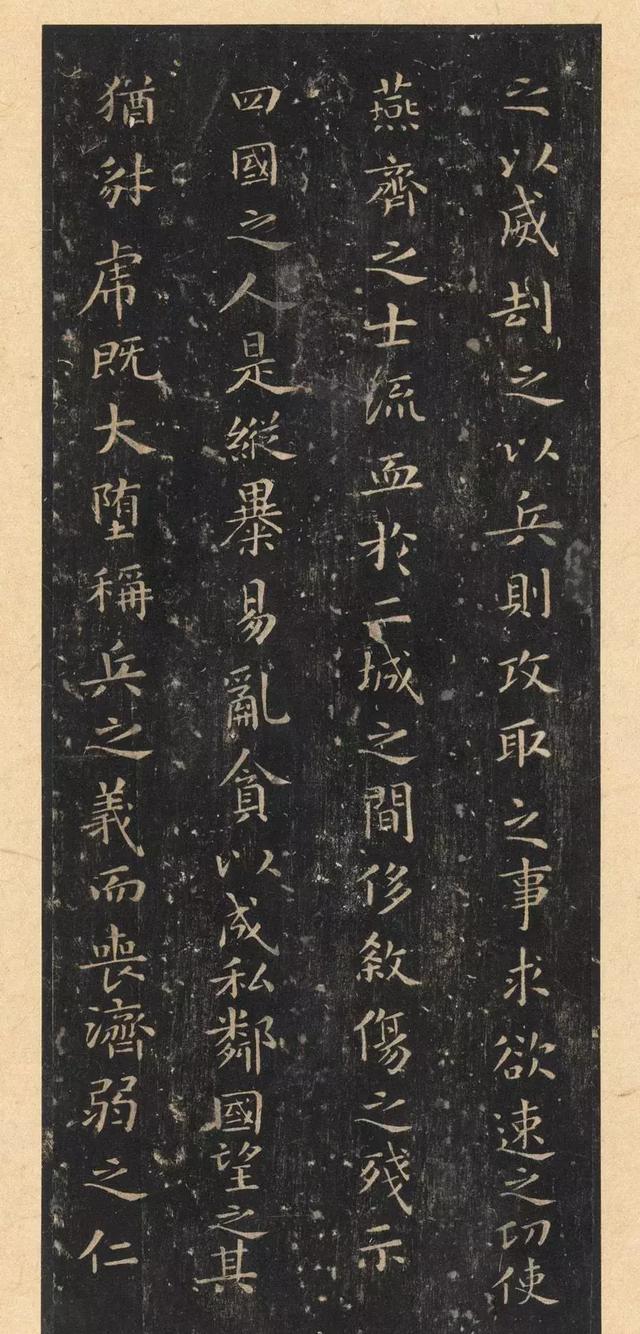 之以威刦之以兵則攻取之事求欲速之功使
燕齊之士流血於二城之間侈敘傷之殘示
四國之人是縱暴易亂貪以成私鄰國望之其
猶豺虎既大墮稱兵之義而喪濟弱之仁